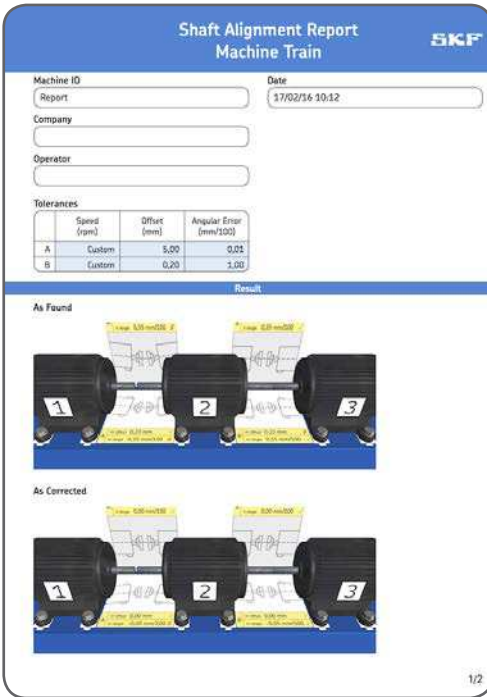 Shaft Alignment Report
Machine Train
SKF
Machine ID
Date
Report
17/02/16 10:12
Company
Operator
Tolerances
Speed (rpm) Offset (mm) Angular Error (mm/100)
A Custom 5,00 0,01
B Custom 0,20 1,00
Result
As Found
1 2 3
As Corrected
1 2 3
1/2